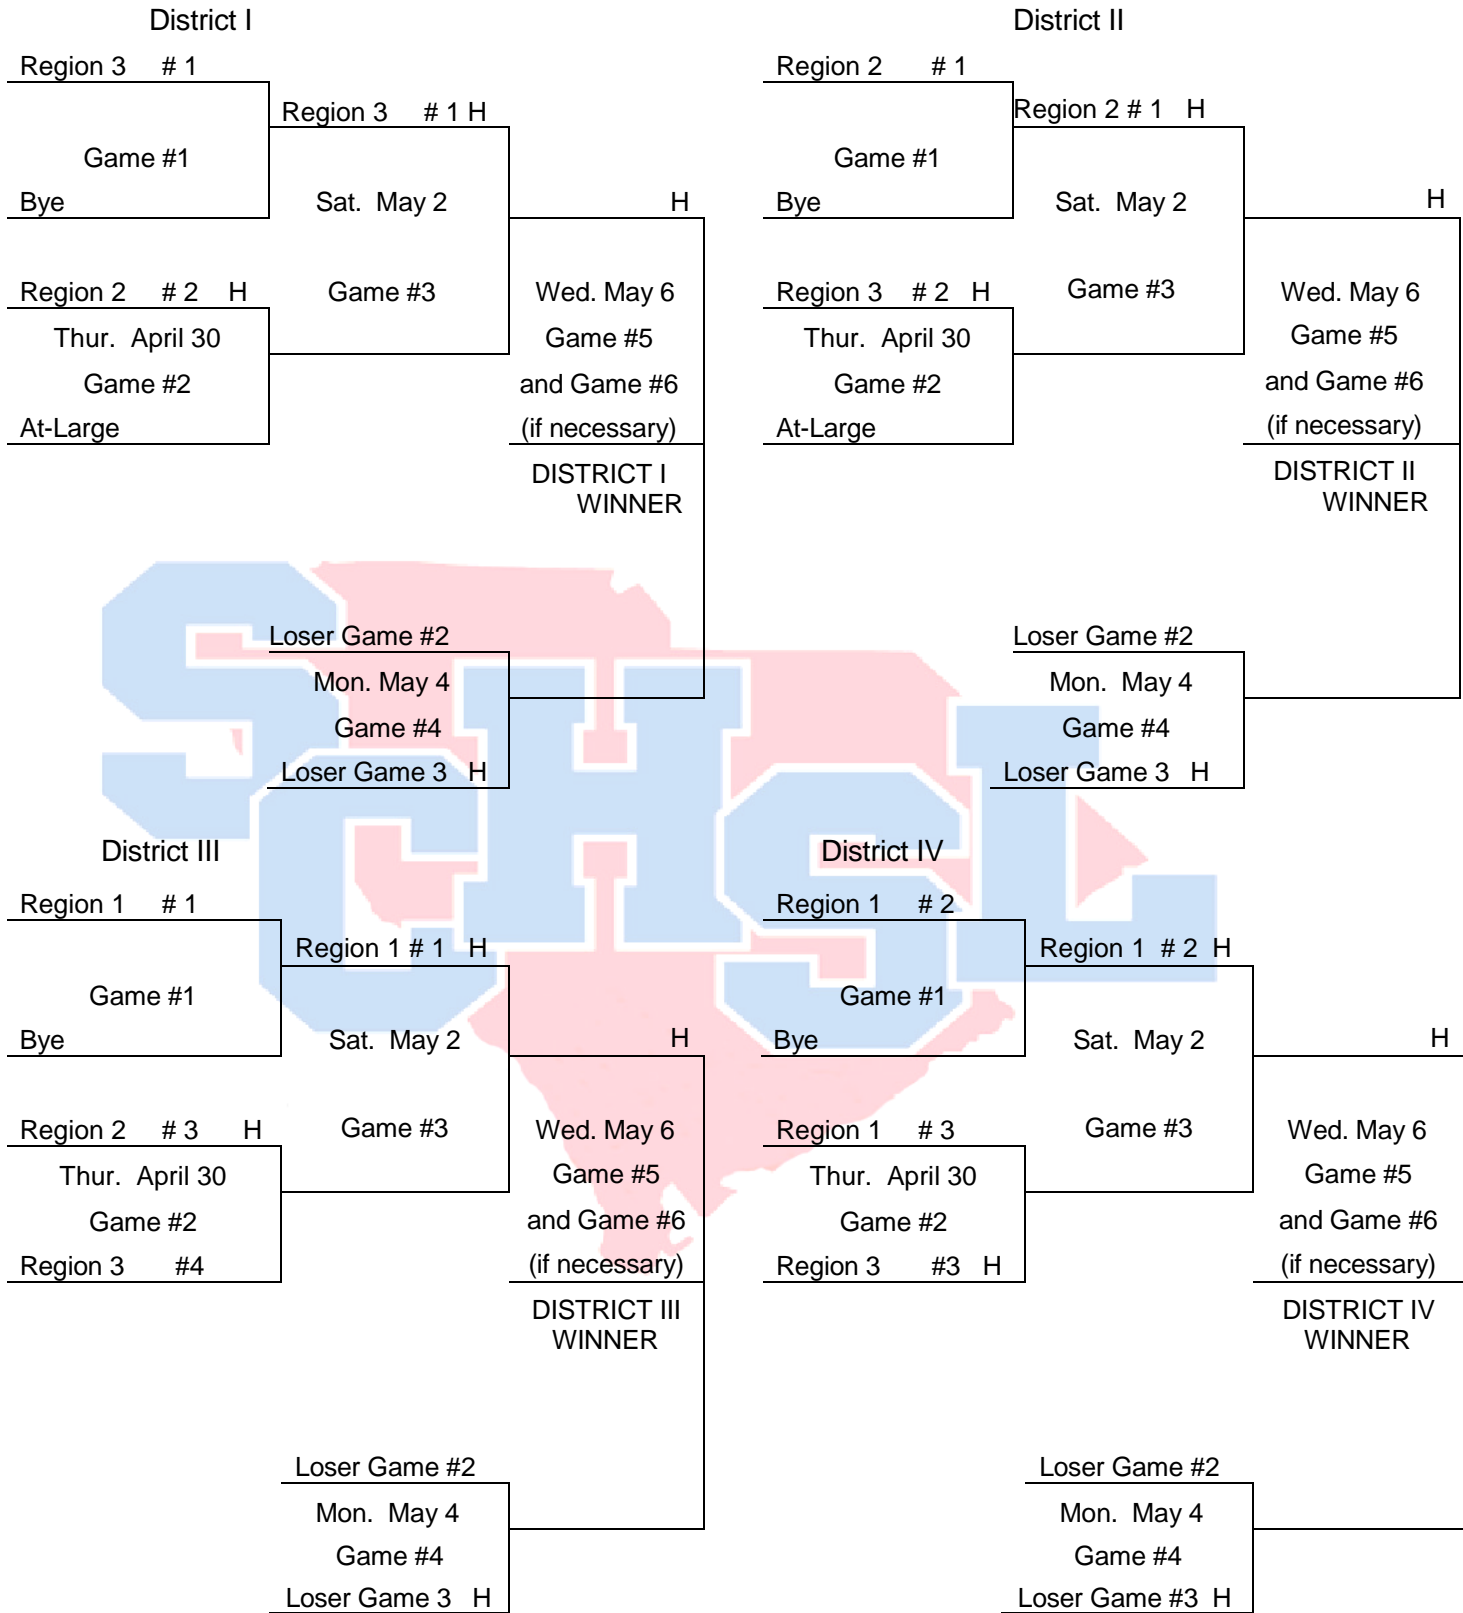 District I
Region 3 # 1
Region 3 # 1 H
Game #1
Bye
Sat. May 2
H
Region 2 # 2 H
Game #3
Wed. May 6
Thur. April 30
Game #5
Game #2
and Game #6
At-Large
(if necessary)
DISTRICT I
WINNER
Loser Game #2
Mon. May 4
Game #4
Loser Game 3 H
District II
Region 2 # 1
Region 2 # 1 H
Game #1
Bye
Sat. May 2
H
Region 3 # 2 H
Game #3
Wed. May 6
Thur. April 30
Game #5
Game #2
and Game #6
At-Large
(if necessary)
DISTRICT II
WINNER
Loser Game #2
Mon. May 4
Game #4
Loser Game 3 H
SCHSL
District III
Region 1 # 1
Region 1 # 1 H
Game #1
Bye
Sat. May 2
H
Region 2 # 3 H
Game #3
Wed. May 6
Thur. April 30
Game #5
Game #2
and Game #6
Region 3 #4
(if necessary)
DISTRICT III
WINNER
Loser Game #2
Mon. May 4
Game #4
Loser Game 3 H
District IV
Region 1 # 2
Region 1 # 2 H
Game #1
Bye
Sat. May 2
H
Region 1 # 3
Game #3
Wed. May 6
Thur. April 30
Game #5
Game #2
and Game #6
Region 3 #3 H
(if necessary)
DISTRICT IV
WINNER
Loser Game #2
Mon. May 4
Game #4
Loser Game #3 H